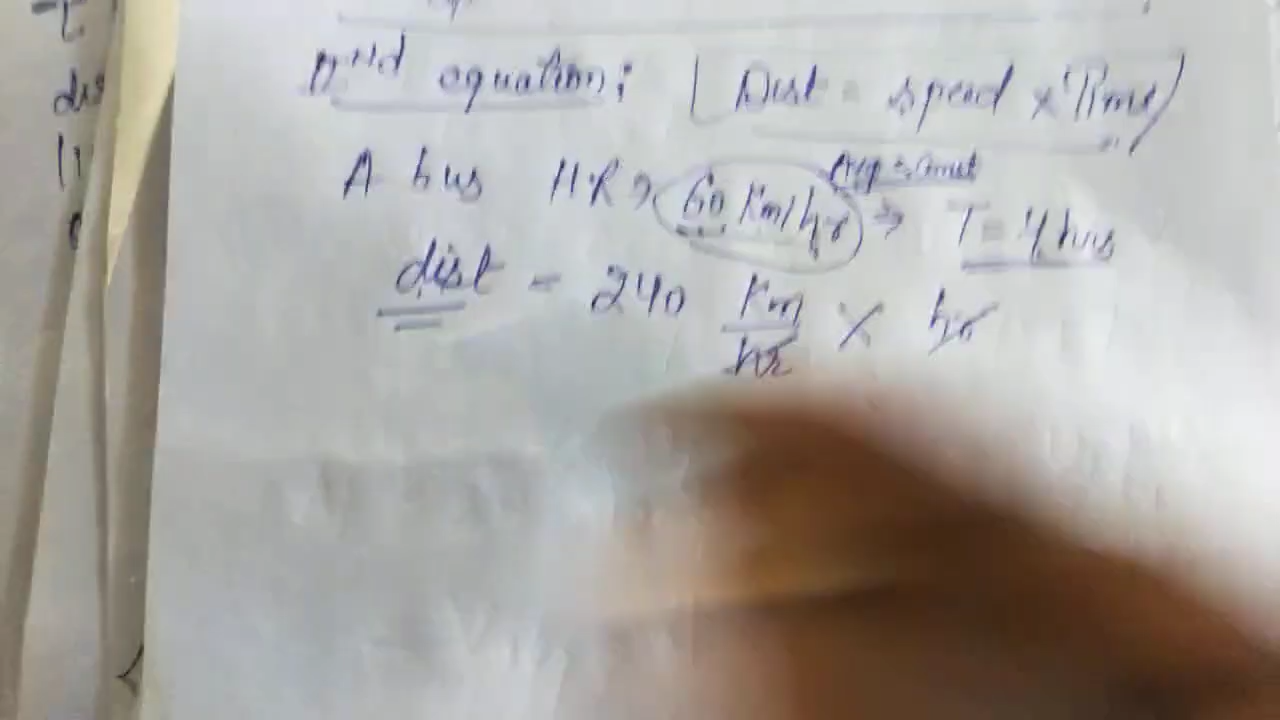 IInd equation: [Dist = speed × Time]
A bus 60 Km/hr → T = 4 hrs
dist = 240 Km/hr × hr